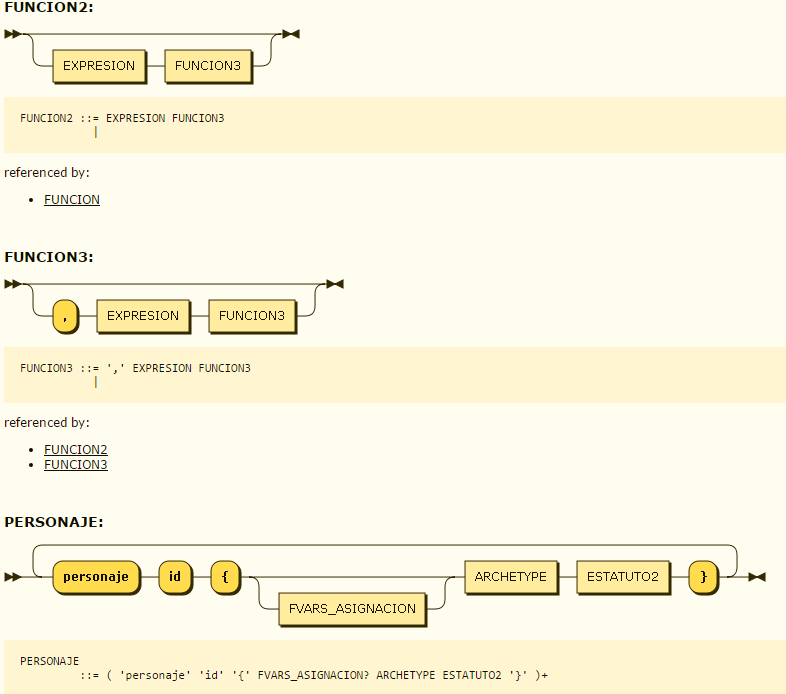 FUNCION2:
EXPRESION FUNCION3
FUNCION2 ::= EXPRESION FUNCION3
|
referenced by:
• FUNCION
FUNCION3:
, EXPRESION FUNCION3
FUNCION3 ::= ',' EXPRESION FUNCION3
|
referenced by:
• FUNCION2
• FUNCION3
PERSONAJE:
personaje id { ARCHETYPE ESTATUTO2 }
FVARS_ASIGNACION
PERSONAJE
::= ( 'personaje' 'id' '{' FVARS_ASIGNACION? ARCHETYPE ESTATUTO2 '}' )+